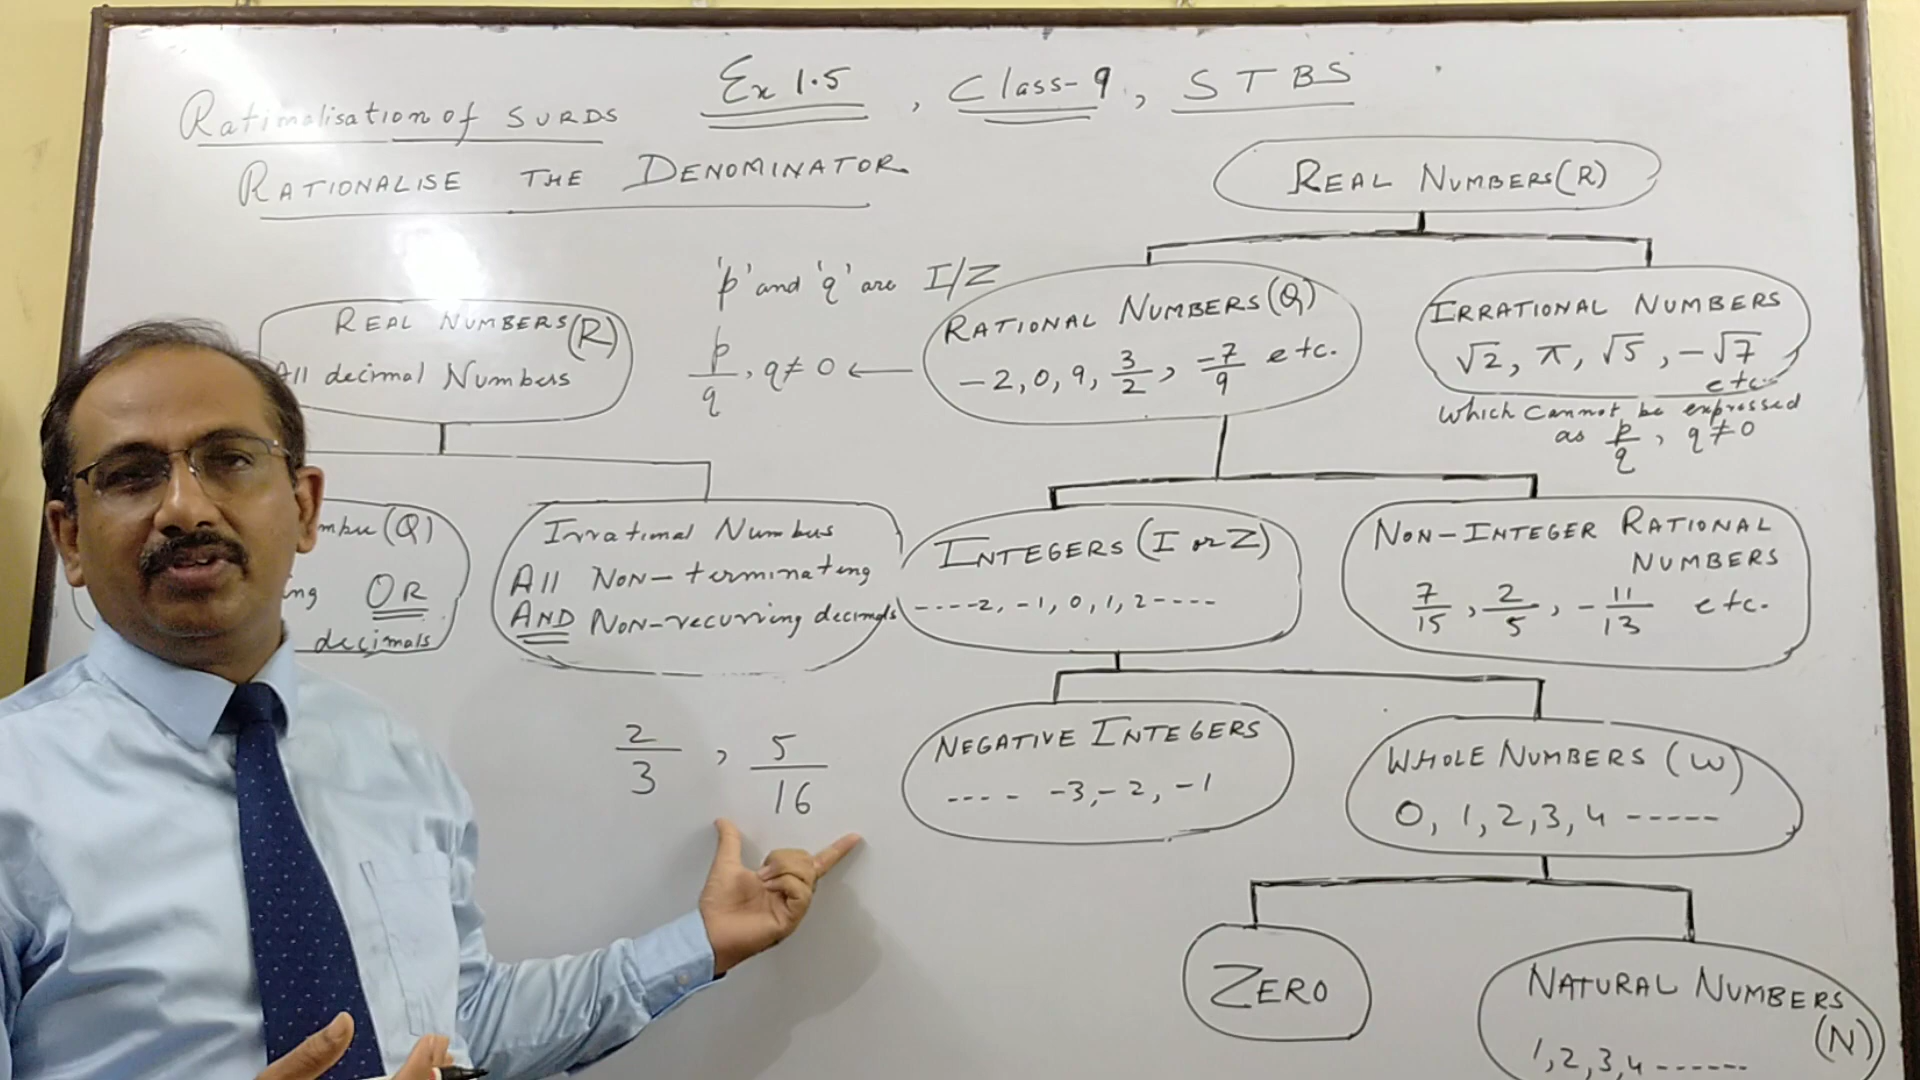 Ex 1.5, Class-9, STBS
Rationalisation of SURDS
RATIONALISE THE DENOMINATOR
REAL NUMBERS (R)
'p' and 'q' are I/Z
p/q, q≠0 ←
RATIONAL NUMBERS (Q)
-2, 0, 9, 3/2, -7/9 etc.
IRRATIONAL NUMBERS
√2, π, √5, -√7
etc.
Which cannot be expressed
as p/q, q≠0
REAL NUMBERS (R)
All decimal Numbers
(Q)
OR
decimals
Irrational Numbers
All NON-terminating
AND NON-recurring decimals
INTEGERS (I or Z)
-----2, -1, 0, 1, 2----
NON-INTEGER RATIONAL
NUMBERS
7/15, 2/5, -11/13 etc.
2/3, 5/16
NEGATIVE INTEGERS
---- -3, -2, -1
WHOLE NUMBERS (W)
0, 1, 2, 3, 4 -----
ZERO
NATURAL NUMBERS
(N)
1, 2, 3, 4 ------